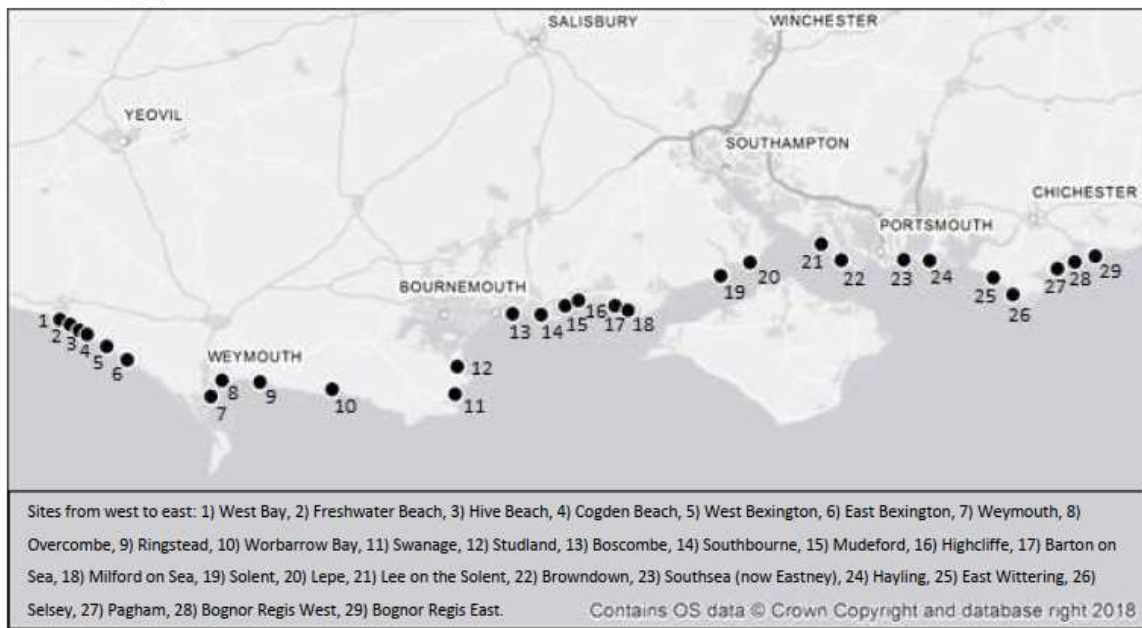 SALISBURY
WINCHESTER
YEOVIL
SOUTHAMPTON
CHICHESTER
PORTSMOUTH
BOURNEMOUTH
WEYMOUTH
1
2
3
4
5
6
7
8
9
10
11
12
13
14
15
16
17
18
19
20
21
22
23
24
25
26
27
28
29
Sites from west to east: 1) West Bay, 2) Freshwater Beach, 3) Hive Beach, 4) Cogden Beach, 5) West Bexington, 6) East Bexington, 7) Weymouth, 8)
Overcombe, 9) Ringstead, 10) Worbarrow Bay, 11) Swanage, 12) Studland, 13) Boscombe, 14) Southbourne, 15) Mudeford, 16) Highcliffe, 17) Barton on
Sea, 18) Milford on Sea, 19) Solent, 20) Lepe, 21) Lee on the Solent, 22) Browndown, 23) Southsea (now Eastney), 24) Hayling, 25) East Wittering, 26)
Selsey, 27) Pagham, 28) Bognor Regis West, 29) Bognor Regis East.
Contains OS data © Crown Copyright and database right 2018